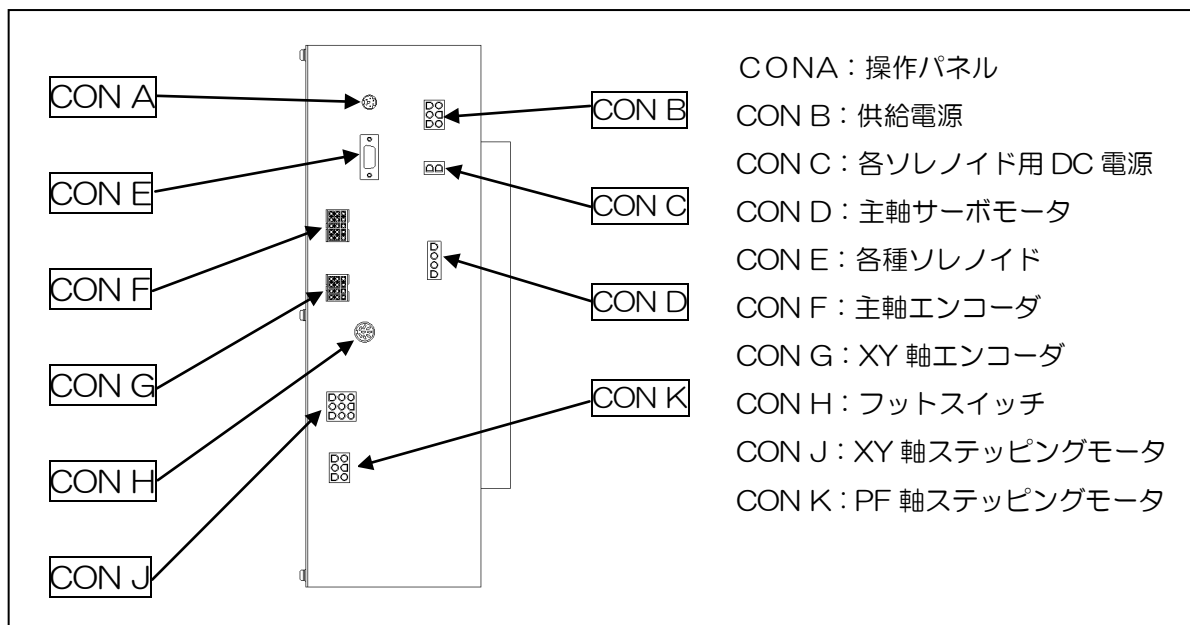 CON A
CON E
CON F
CON G
CON H
CON J
CON B
CON C
CON D
CON K
CONA：操作パネル
CON B：供給電源
CON C：各ソレノイド用 DC 電源
CON D：主軸サーボモータ
CON E：各種ソレノイド
CON F：主軸エンコーダ
CON G：XY 軸エンコーダ
CON H：フットスイッチ
CON J：XY 軸ステッピングモータ
CON K：PF 軸ステッピングモータ